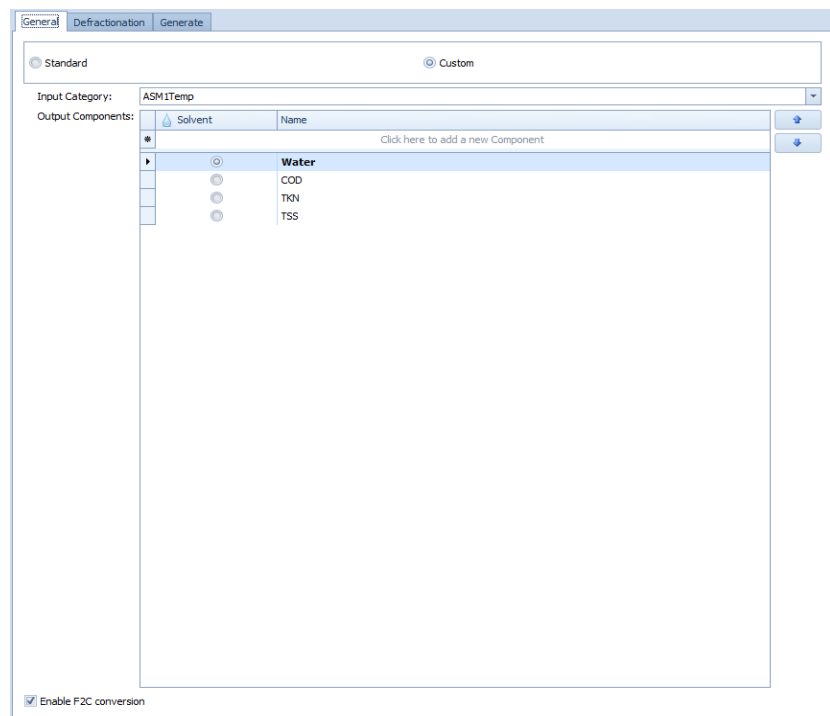 General Defractionation Generate
Standard Custom
Input Category: ASM1Temp
Output Components: Solvent Name
Click here to add a new Component
Water
COD
TKN
TSS
Enable F2C conversion